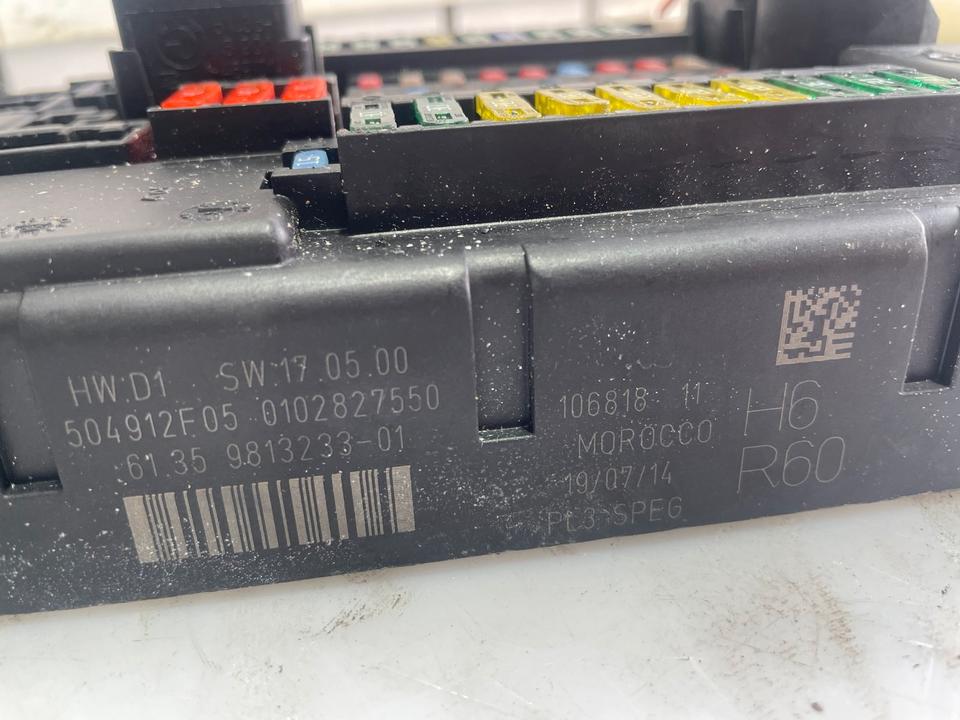 HW:D1 SW:17.05.00
504912F05 0102827550
61.35 9813233-01
106818 11
MOROCCO
19/07/14
PL3-SPEG
H6
R60
15